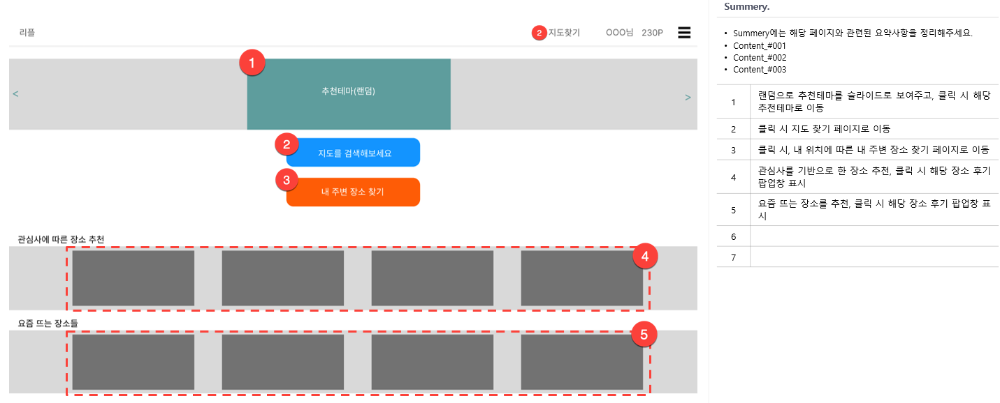 리플
2 지도찾기 OOO님 230P
1
추천테마(랜덤)
< >
2 지도를 검색해보세요
3 내 주변 장소 찾기
관심사에 따른 장소 추천
4
요즘 뜨는 장소들
5
Summery.
• Summery에는 해당 페이지와 관련된 요약사항을 정리해주세요.
• Content_#001
• Content_#002
• Content_#003
1 랜덤으로 추천테마를 슬라이드로 보여주고, 클릭 시 해당
추천테마로 이동
2 클릭 시 지도 찾기 페이지로 이동
3 클릭 시, 내 위치에 따른 내 주변 장소 찾기 페이지로 이동
4 관심사를 기반으로 한 장소 추천, 클릭 시 해당 장소 후기
팝업창 표시
5 요즘 뜨는 장소를 추천, 클릭 시 해당 장소 후기 팝업창 표
시
6
7